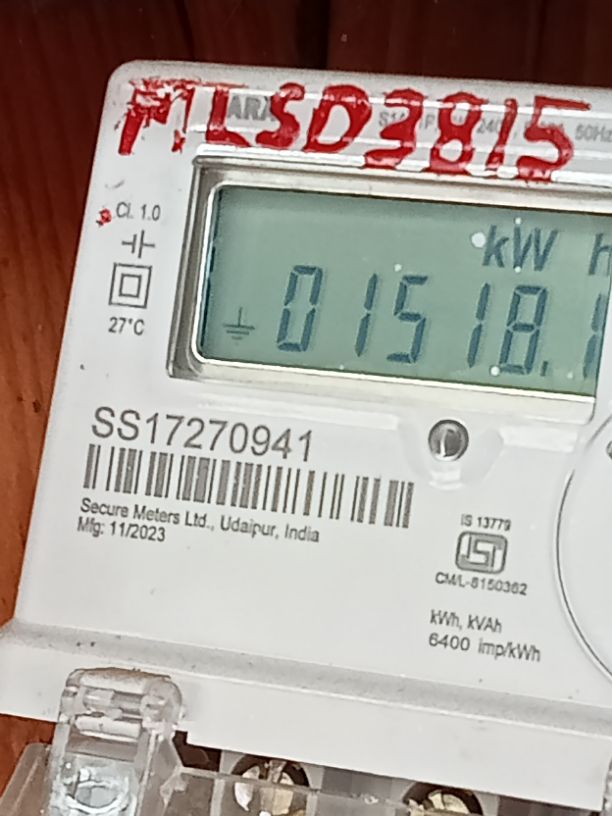 MLSD3815
Cl. 1.0
27°C
kW h
01518.1
SS17270941
Secure Meters Ltd., Udaipur, India
Mfg: 11/2023
IS 13779
CM/L-8150362
kWh, kVAh
6400 imp/kWh